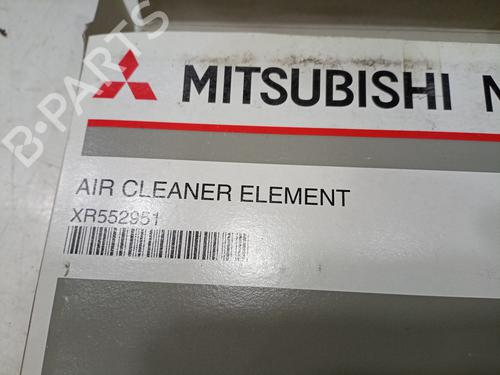 B-PARTS
MITSUBISHI
AIR CLEANER ELEMENT
XR552951